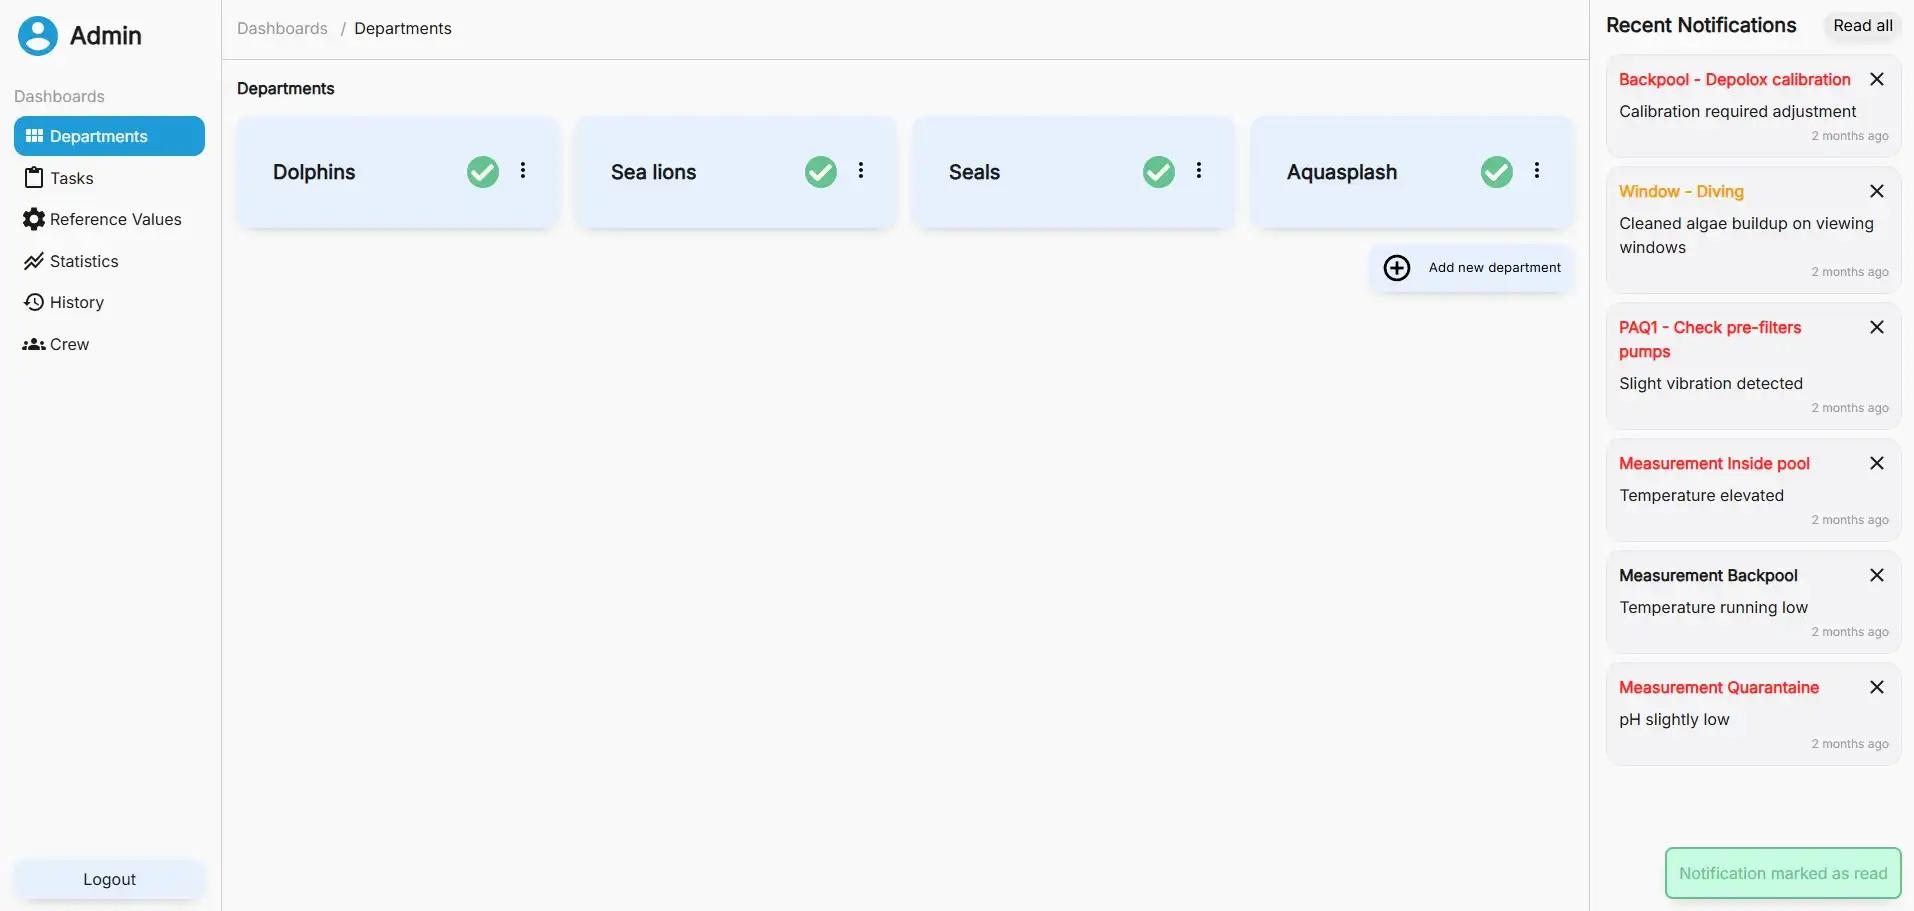 Admin
Dashboards
Departments
Tasks
Reference Values
Statistics
History
Crew
Logout
Dashboards / Departments
Departments
Dolphins
Sea lions
Seals
Aquasplash
Add new department
Recent Notifications
Read all
Backpool - Depolox calibration
Calibration required adjustment
2 months ago
Window - Diving
Cleaned algae buildup on viewing
windows
2 months ago
PAQ1 - Check pre-filters
pumps
Slight vibration detected
2 months ago
Measurement Inside pool
Temperature elevated
2 months ago
Measurement Backpool
Temperature running low
2 months ago
Measurement Quarantaine
pH slightly low
2 months ago
Notification marked as read